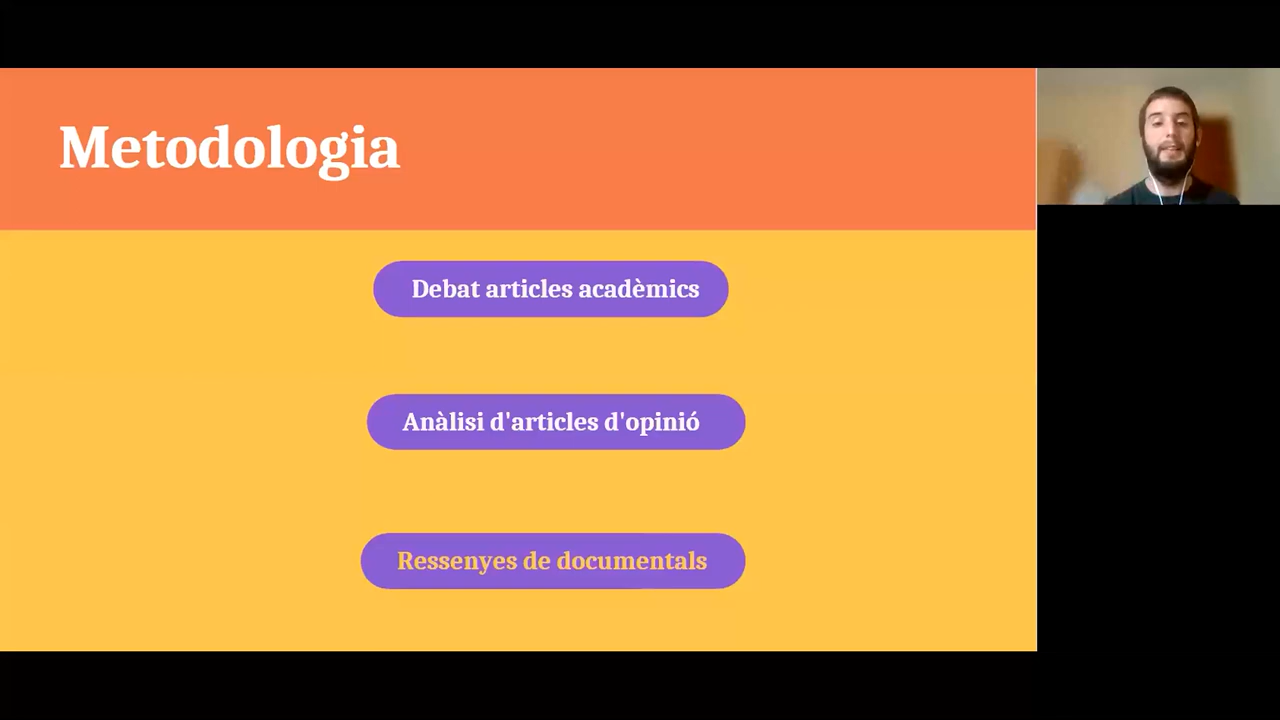 Metodologia
Debat articles acadèmics
Anàlisi d'articles d'opinió
Ressenyes de documentals